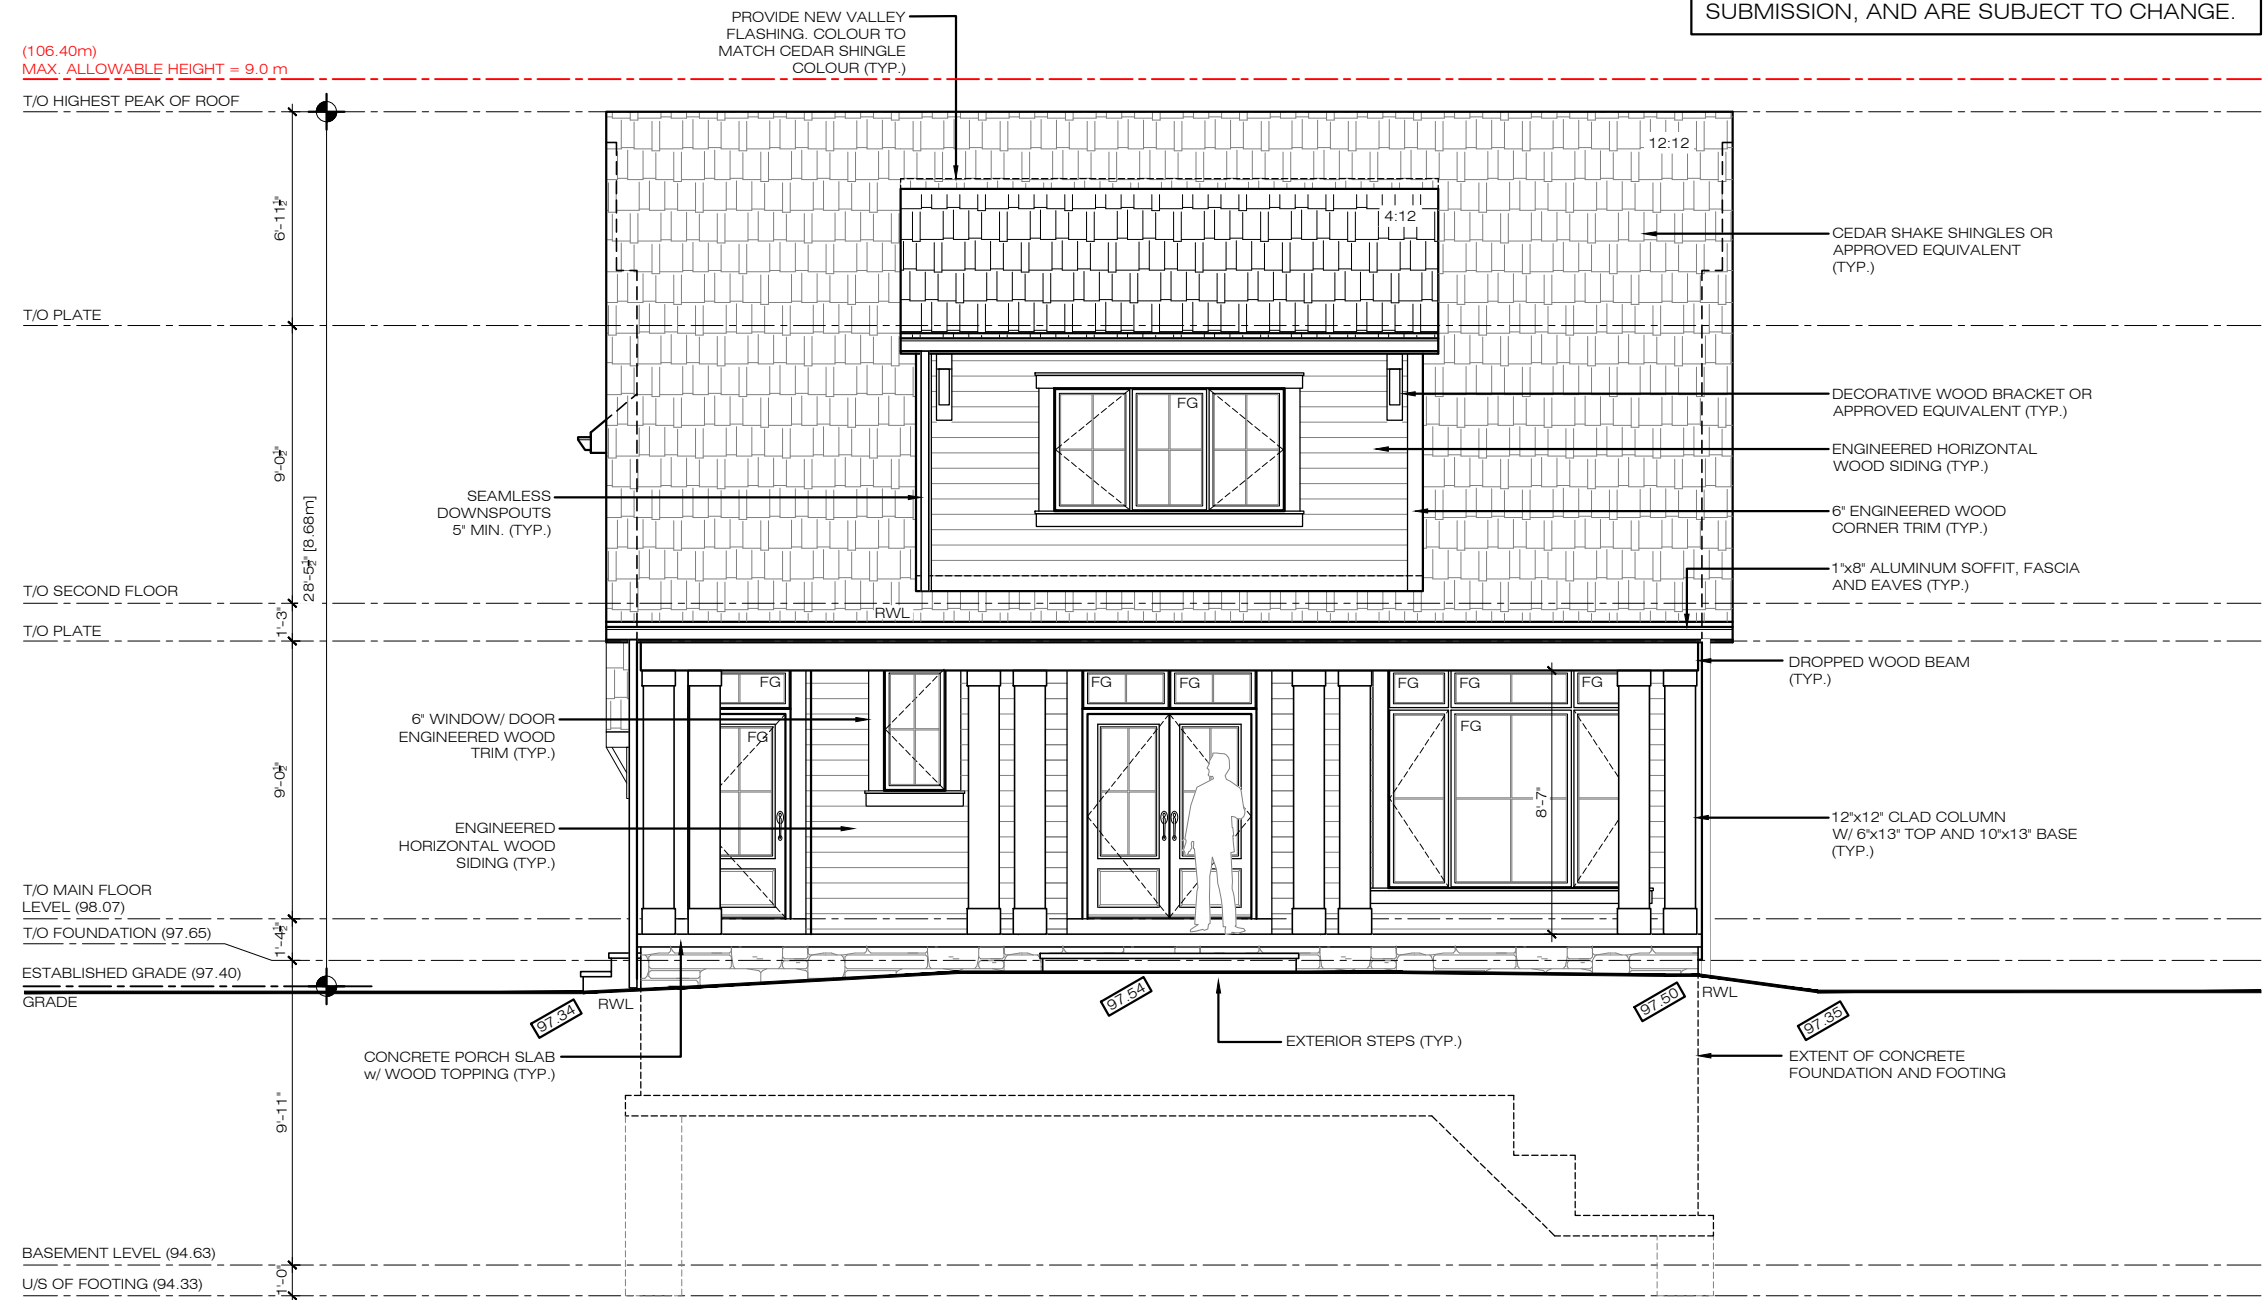 SUBMISSION, AND ARE SUBJECT TO CHANGE.
PROVIDE NEW VALLEY
FLASHING. COLOUR TO
MATCH CEDAR SHINGLE
COLOUR (TYP.)
(106.40m)
MAX. ALLOWABLE HEIGHT = 9.0 m
T/O HIGHEST PEAK OF ROOF
12:12
4:12
6'-11½"
CEDAR SHAKE SHINGLES OR
APPROVED EQUIVALENT
(TYP.)
T/O PLATE
DECORATIVE WOOD BRACKET OR
APPROVED EQUIVALENT (TYP.)
FG
9'-0½"
ENGINEERED HORIZONTAL
WOOD SIDING (TYP.)
SEAMLESS
DOWNSPOUTS
5" MIN. (TYP.)
28'-5½" [8.68m]
6" ENGINEERED WOOD
CORNER TRIM (TYP.)
1"x8" ALUMINUM SOFFIT, FASCIA
AND EAVES (TYP.)
T/O SECOND FLOOR
RWL
1'-3"
T/O PLATE
DROPPED WOOD BEAM
(TYP.)
FG
FG
FG
FG
FG
FG
FG
FG
6" WINDOW/ DOOR
ENGINEERED WOOD
TRIM (TYP.)
9'-0½"
8'-7"
12"x12" CLAD COLUMN
W/ 6"x13" TOP AND 10"x13" BASE
(TYP.)
ENGINEERED
HORIZONTAL WOOD
SIDING (TYP.)
T/O MAIN FLOOR
LEVEL (98.07)
T/O FOUNDATION (97.65)
1'-4½"
ESTABLISHED GRADE (97.40)
GRADE
RWL
97.34
97.54
97.50
RWL
97.35
EXTERIOR STEPS (TYP.)
CONCRETE PORCH SLAB
w/ WOOD TOPPING (TYP.)
EXTENT OF CONCRETE
FOUNDATION AND FOOTING
9'-11"
BASEMENT LEVEL (94.63)
1'-0"
U/S OF FOOTING (94.33)